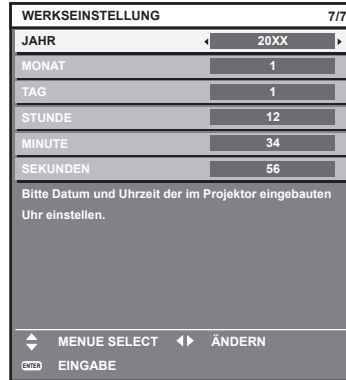 WERKSEINSTELLUNG 7/7
JAHR 20XX
MONAT 1
TAG 1
STUNDE 12
MINUTE 34
SEKUNDEN 56
Bitte Datum und Uhrzeit der im Projektor eingebauten
Uhr einstellen.
MENUE SELECT ÄNDERN
ENTER EINGABE